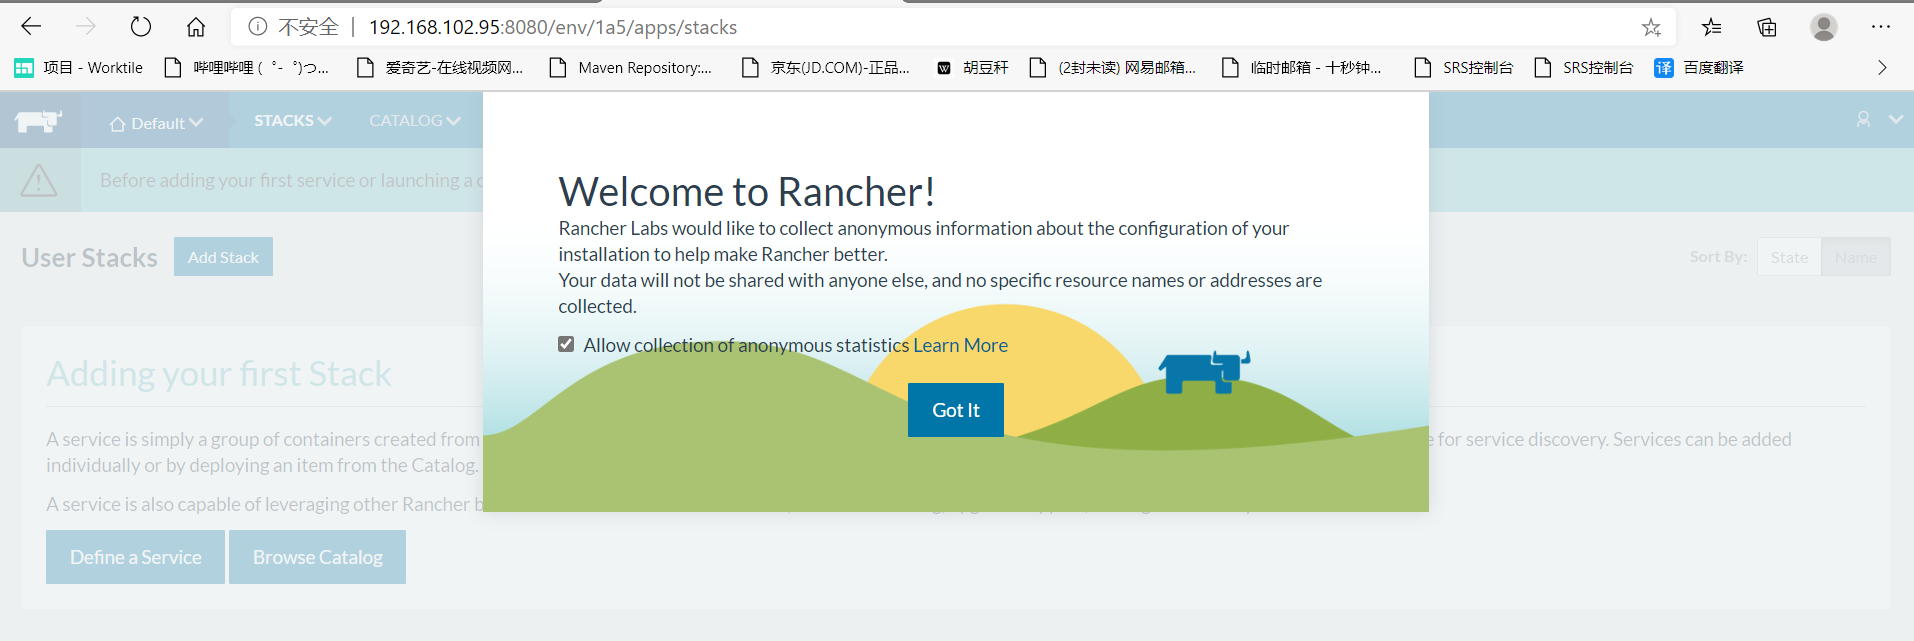 不安全 | 192.168.102.95:8080/env/1a5/apps/stacks
项目 - Worktile 哔哩哔哩 ( ゜- ゜)つ... 爱奇艺-在线视频网... Maven Repository:... 京东(JD.COM)-正品... 胡豆秆 (2封未读) 网易邮箱... 临时邮箱 - 十秒钟... SRS控制台 SRS控制台 译 百度翻译
Default STACKS CATALOG
Before adding your first service or launching a c
Welcome to Rancher!
Rancher Labs would like to collect anonymous information about the configuration of your
installation to help make Rancher better.
Your data will not be shared with anyone else, and no specific resource names or addresses are
collected.
Allow collection of anonymous statistics Learn More
Got It
User Stacks Add Stack
Sort By: State Name
Adding your first Stack
A service is simply a group of containers created from
e for service discovery. Services can be added
individually or by deploying an item from the Catalog.
A service is also capable of leveraging other Rancher b
Define a Service Browse Catalog